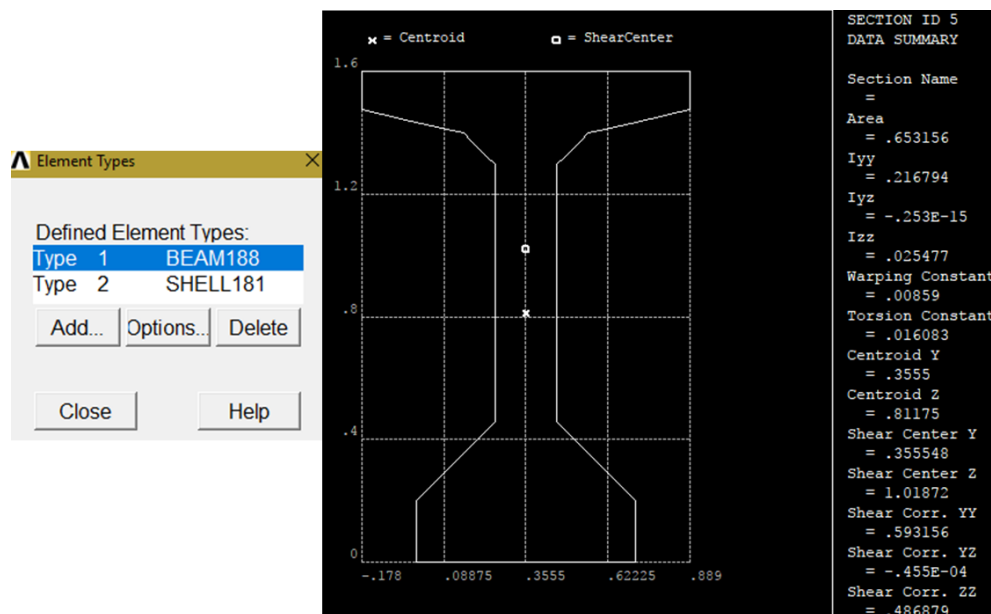 Element Types
Defined Element Types:
Type 1 BEAM188
Type 2 SHELL181
Add...
Options...
Delete
Close
Help
× = Centroid
= ShearCenter
1.6
1.2
.8
.4
0
-.178
.08875
.3555
.62225
.889
SECTION ID 5
DATA SUMMARY
Section Name
=
Area
= .653156
Iyy
= .216794
Iyz
= -.253E-15
Izz
= .025477
Warping Constant
= .00859
Torsion Constant
= .016083
Centroid Y
= .3555
Centroid Z
= .81175
Shear Center Y
= .355548
Shear Center Z
= 1.01872
Shear Corr. YY
= .593156
Shear Corr. YZ
= -.455E-04
Shear Corr. ZZ
= .486879